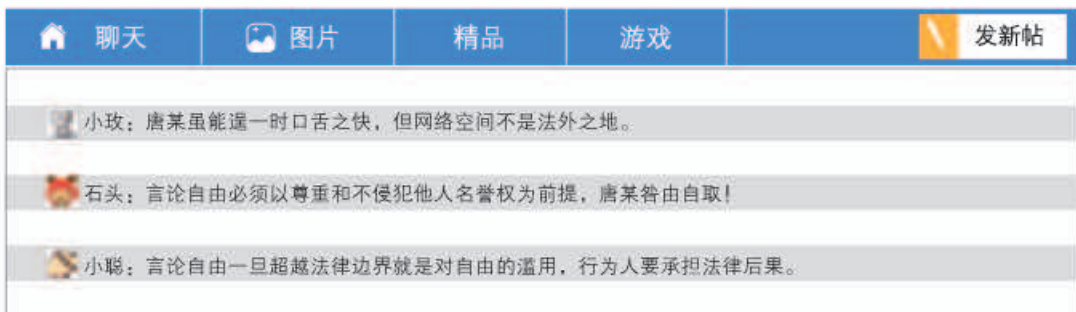 聊天 图片 精品 游戏 发新帖
小玫：唐某虽能逞一时口舌之快，但网络空间不是法外之地。
石头：言论自由必须以尊重和不侵犯他人名誉权为前提，唐某咎由自取！
小聪：言论自由一旦超越法律边界就是对自由的滥用，行为人要承担法律后果。